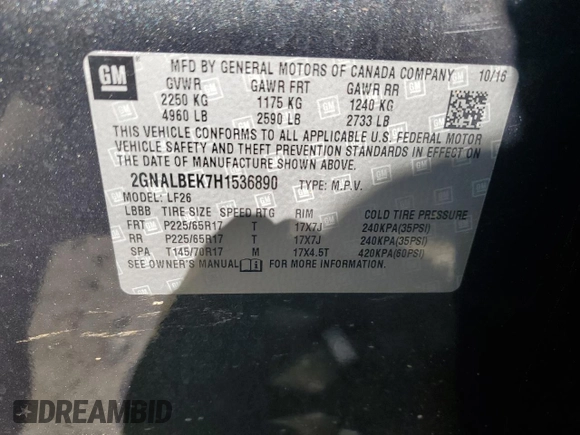 GM
MFD BY GENERAL MOTORS OF CANADA COMPANY 10/16
GVWR GAWR FRT GAWR RR
2250 KG 1175 KG 1240 KG
4960 LB 2590 LB 2733 LB
THIS VEHICLE CONFORMS TO ALL APPLICABLE U.S. FEDERAL MOTOR
VEHICLE SAFETY AND THEFT PREVENTION STANDARDS IN EFFECT ON
THE DATE OF MANUFACTURE SHOWN ABOVE.
2GNALBEK7H1536890 TYPE: M.P.V.
MODEL: LF26
LBBB TIRE SIZE SPEED RTG RIM COLD TIRE PRESSURE
FRT P225/65R17 T 17X7J 240KPA(35PSI)
RR P225/65R17 T 17X7J 240KPA(35PSI)
SPA T145/70R17 M 17X4.5T 420KPA(60PSI)
SEE OWNER'S MANUAL FOR MORE INFORMATION.
DREAMBID